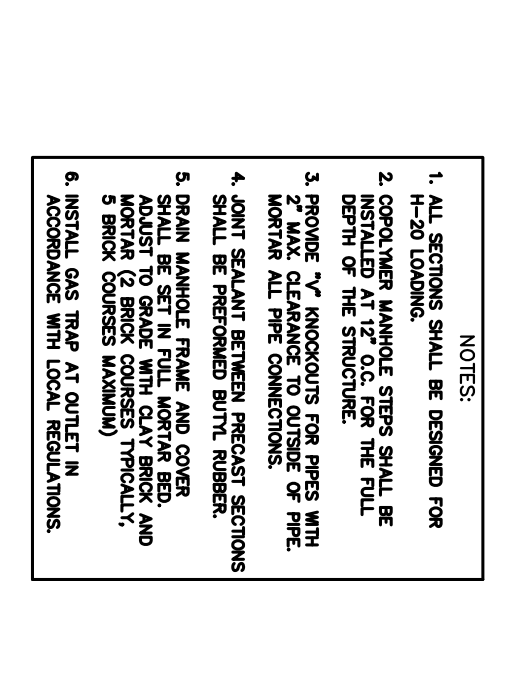 NOTES:
1. ALL SECTIONS SHALL BE DESIGNED FOR
H-20 LOADING.
2. COPOLYMER MANHOLE STEPS SHALL BE
INSTALLED AT 12" O.C. FOR THE FULL
DEPTH OF THE STRUCTURE.
3. PROVIDE "V" KNOCKOUTS FOR PIPES WITH
2" MAX. CLEARANCE TO OUTSIDE OF PIPE.
MORTAR ALL PIPE CONNECTIONS.
4. JOINT SEALANT BETWEEN PRECAST SECTIONS
SHALL BE PREFORMED BUTYL RUBBER.
5. DRAIN MANHOLE FRAME AND COVER
SHALL BE SET IN FULL MORTAR BED.
ADJUST TO GRADE WITH CLAY BRICK AND
MORTAR (2 BRICK COURSES TYPICALLY,
5 BRICK COURSES MAXIMUM)
6. INSTALL GAS TRAP AT OUTLET IN
ACCORDANCE WITH LOCAL REGULATIONS.